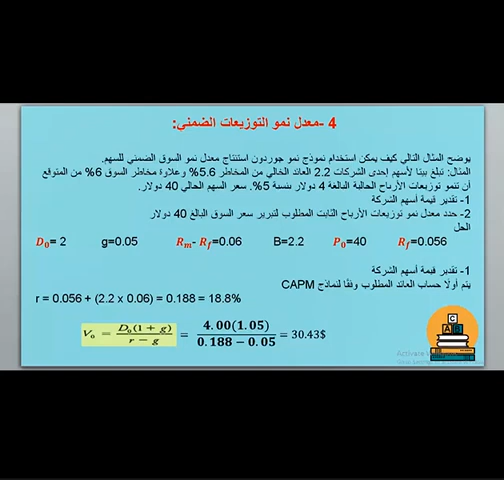 4 -معدل نمو التوزيعات الضمني:
يوضح المثال التالي كيف يمكن استخدام نموذج نمو جوردون استنتاج معدل نمو السوق الضمني للسهم.
المثال: تبلغ بيتا لأسهم إحدى الشركات 2.2 العائد الخالي من المخاطر 5.6% وعلاوة مخاطر السوق 6% من المتوقع
أن تنمو توزيعات الأرباح الحالية البالغة 4 دولار بنسبة 5%. سعر السهم الحالي 40 دولار.
1- تقدير قيمة أسهم الشركة
2- حدد معدل نمو توزيعات الأرباح الثابت المطلوب لتبرير سعر السوق البالغ 40 دولار
الحل
D₀= 2 g=0.05 Rₘ- R_f=0.06 B=2.2 P₀=40 R_f=0.056
1- تقدير قيمة أسهم الشركة
يتم أولًا حساب العائد المطلوب وفقًا لنماذج CAPM
r = 0.056 + (2.2 x 0.06) = 0.188 = 18.8%
V₀ = D₀(1 + g) / r − g = 4.00(1.05) / 0.188 − 0.05 = 30.43$
C
A B